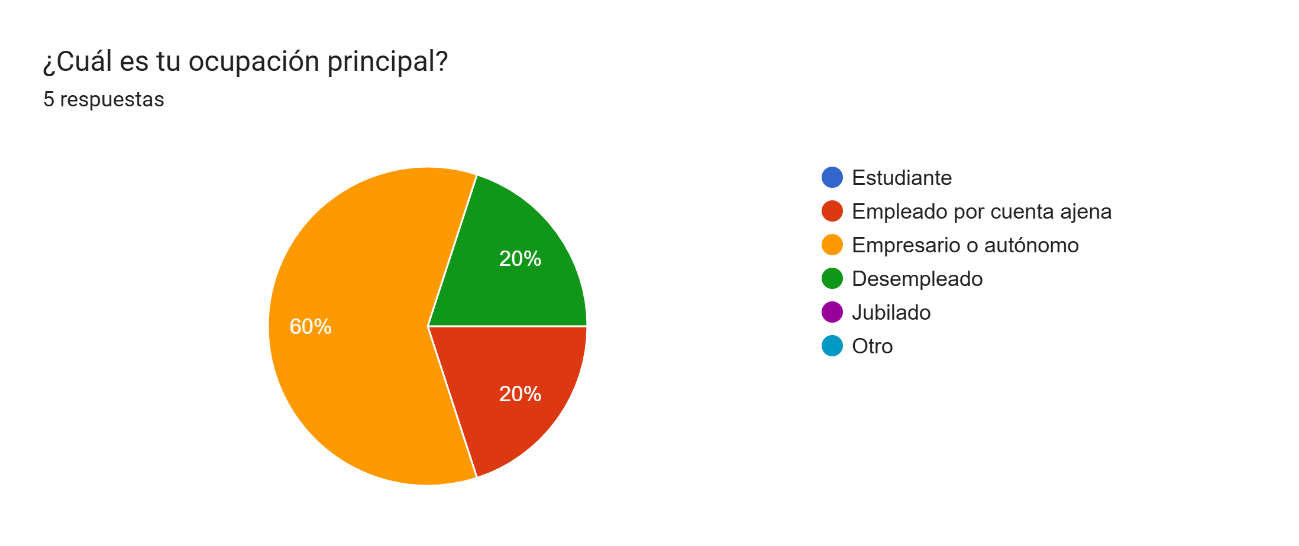 ¿Cuál es tu ocupación principal?
5 respuestas
20%
60%
20%
Estudiante
Empleado por cuenta ajena
Empresario o autónomo
Desempleado
Jubilado
Otro